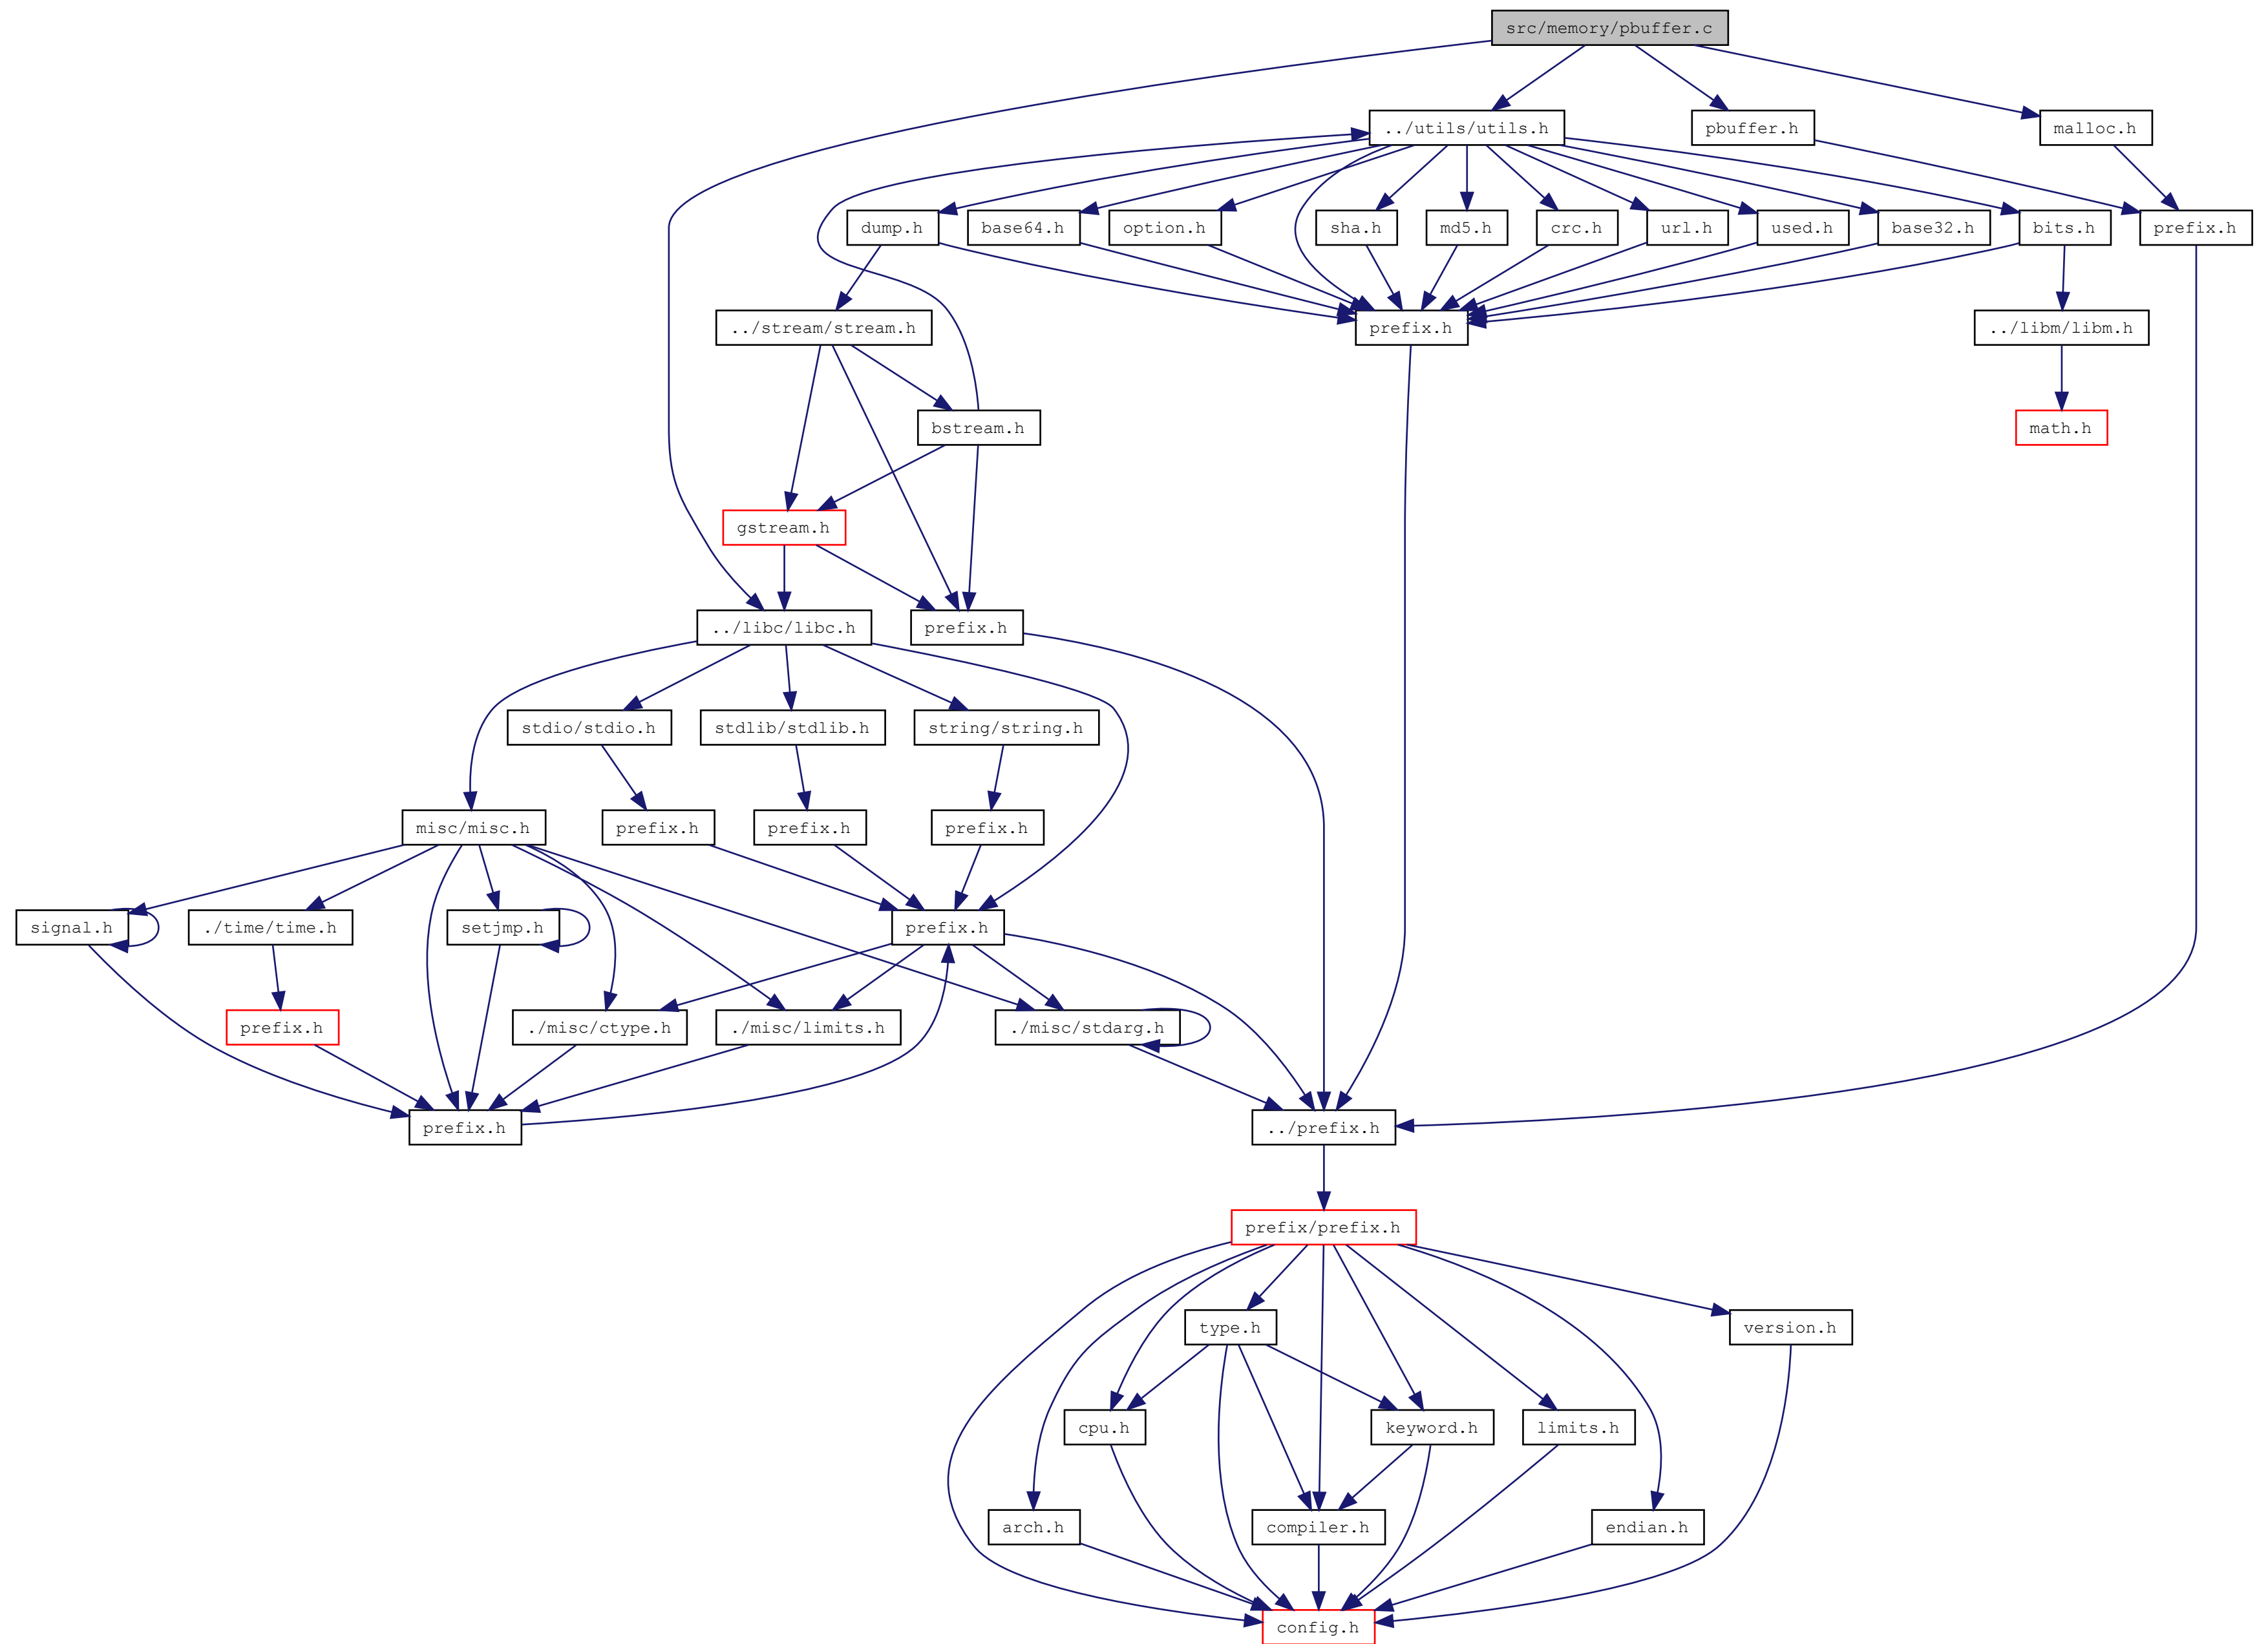 src/memory/pbuffer.c
../utils/utils.h
pbuffer.h
malloc.h
dump.h
base64.h
option.h
sha.h
md5.h
crc.h
url.h
used.h
base32.h
bits.h
prefix.h
../stream/stream.h
prefix.h
../libm/libm.h
bstream.h
math.h
gstream.h
../libc/libc.h
prefix.h
stdio/stdio.h
stdlib/stdlib.h
string/string.h
misc/misc.h
prefix.h
prefix.h
prefix.h
signal.h
./time/time.h
setjmp.h
prefix.h
prefix.h
./misc/ctype.h
./misc/limits.h
./misc/stdarg.h
prefix.h
../prefix.h
prefix/prefix.h
type.h
version.h
cpu.h
keyword.h
limits.h
arch.h
compiler.h
endian.h
config.h